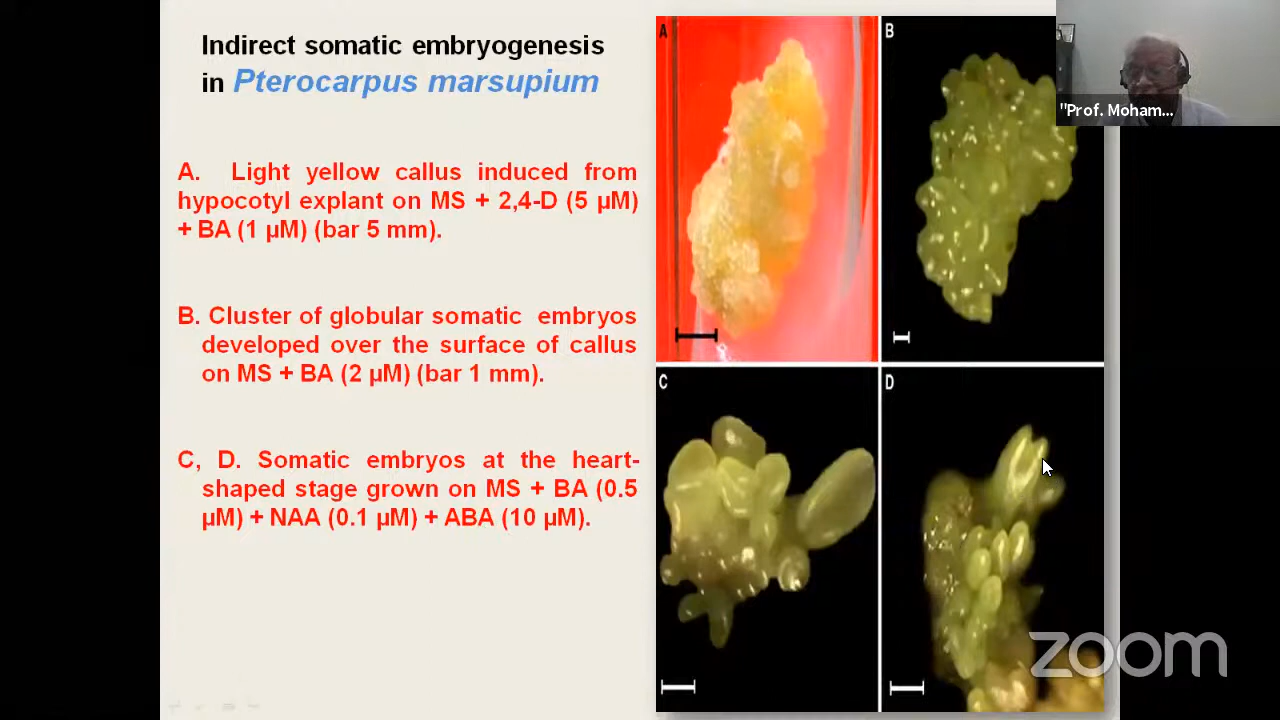 Indirect somatic embryogenesis
in Pterocarpus marsupium
A. Light yellow callus induced from
hypocotyl explant on MS + 2,4-D (5 µM)
+ BA (1 µM) (bar 5 mm).
B. Cluster of globular somatic embryos
developed over the surface of callus
on MS + BA (2 µM) (bar 1 mm).
C, D. Somatic embryos at the heart-
shaped stage grown on MS + BA (0.5
µM) + NAA (0.1 µM) + ABA (10 µM).
A
B
C
D
"Prof. Moham...
zoom